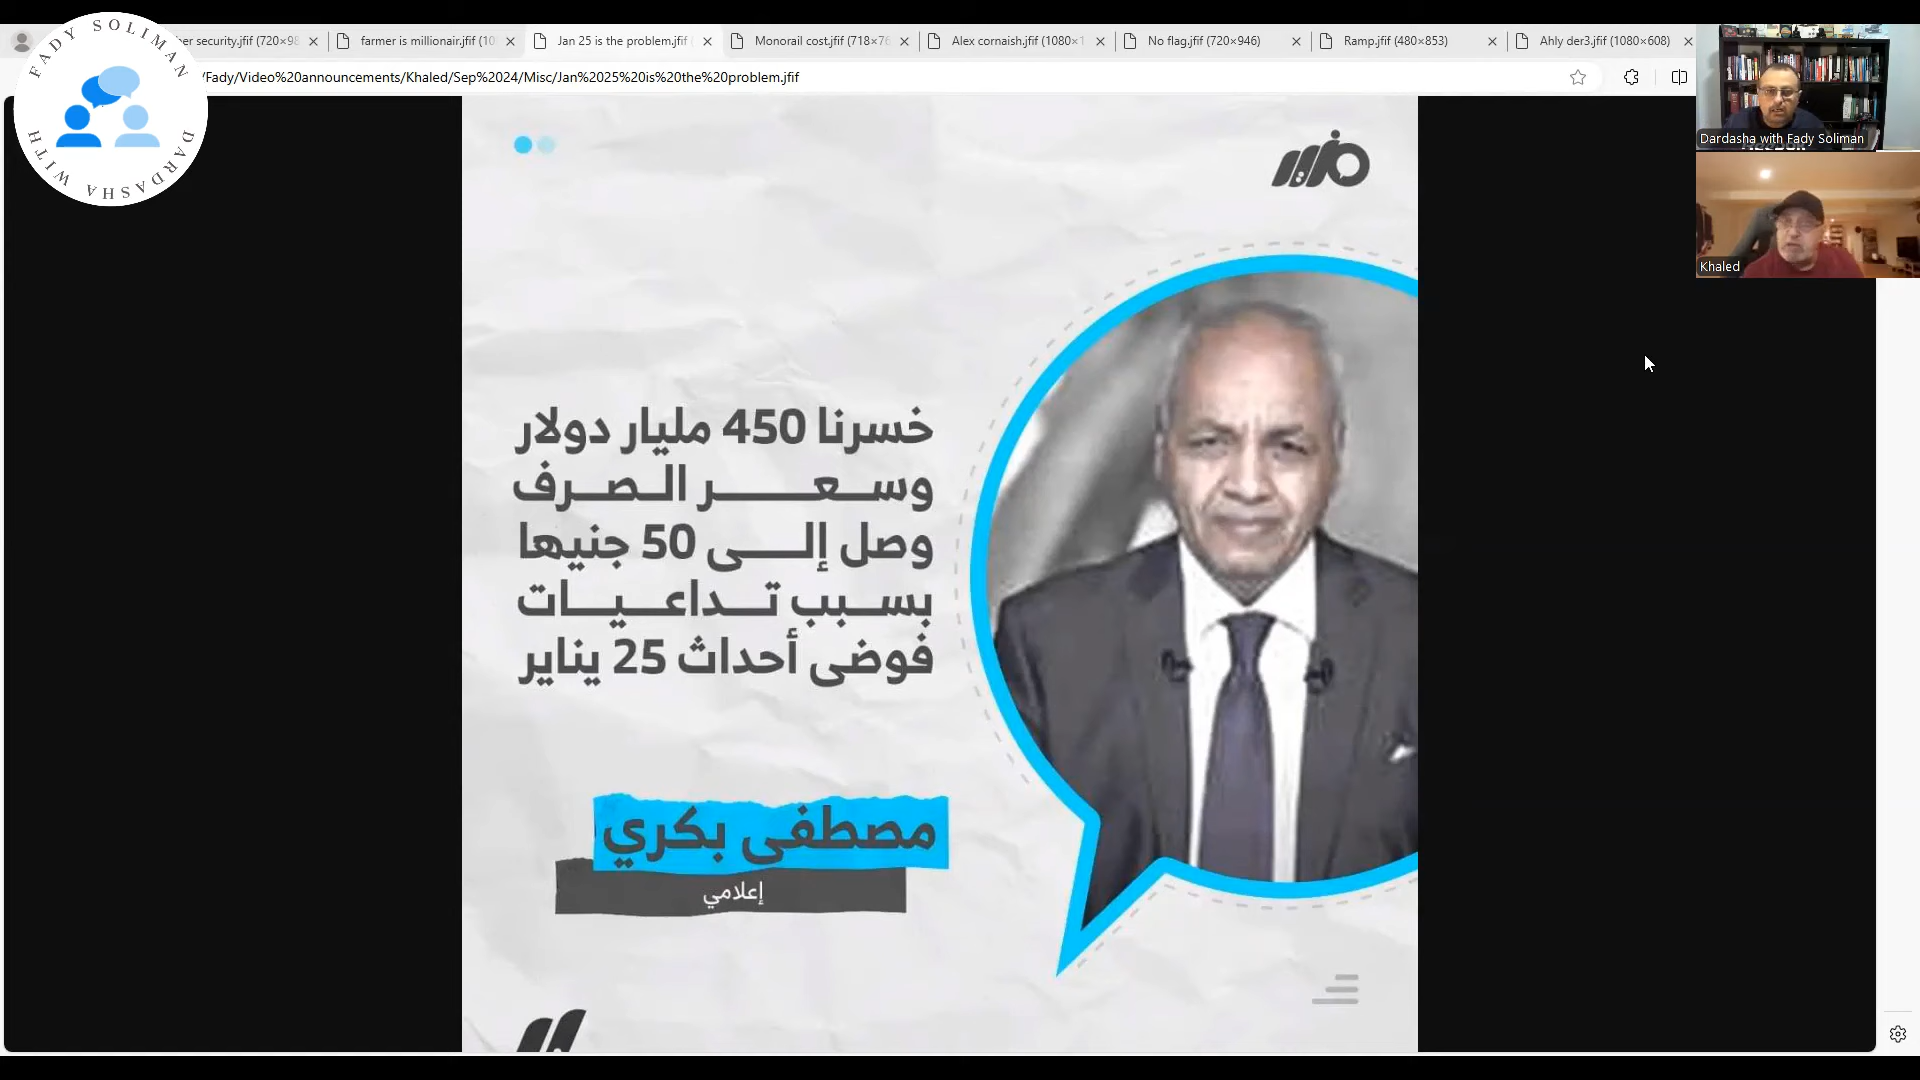 FADY SOLIMAN
DARDASHA WITH
er security.jfif (720×98
farmer is millionair.jfif (10
Jan 25 is the problem.jfif
Monorail cost.jfif (718×76
Alex cornaish.jfif (1080×1
No flag.jfif (720×946)
Ramp.jfif (480×853)
Ahly der3.jfif (1080×608)
/Fady/Video%20announcements/Khaled/Sep%2024/Misc/Jan%2025%20is%20the%20problem.jfif
Dardasha with Fady Soliman
Khaled
خسرنا 450 مليار دولار
وسعر الصرف
وصل إلى 50 جنيها
بسبب تداعيات
فوضى أحداث 25 يناير
مصطفى بكري
إعلامي